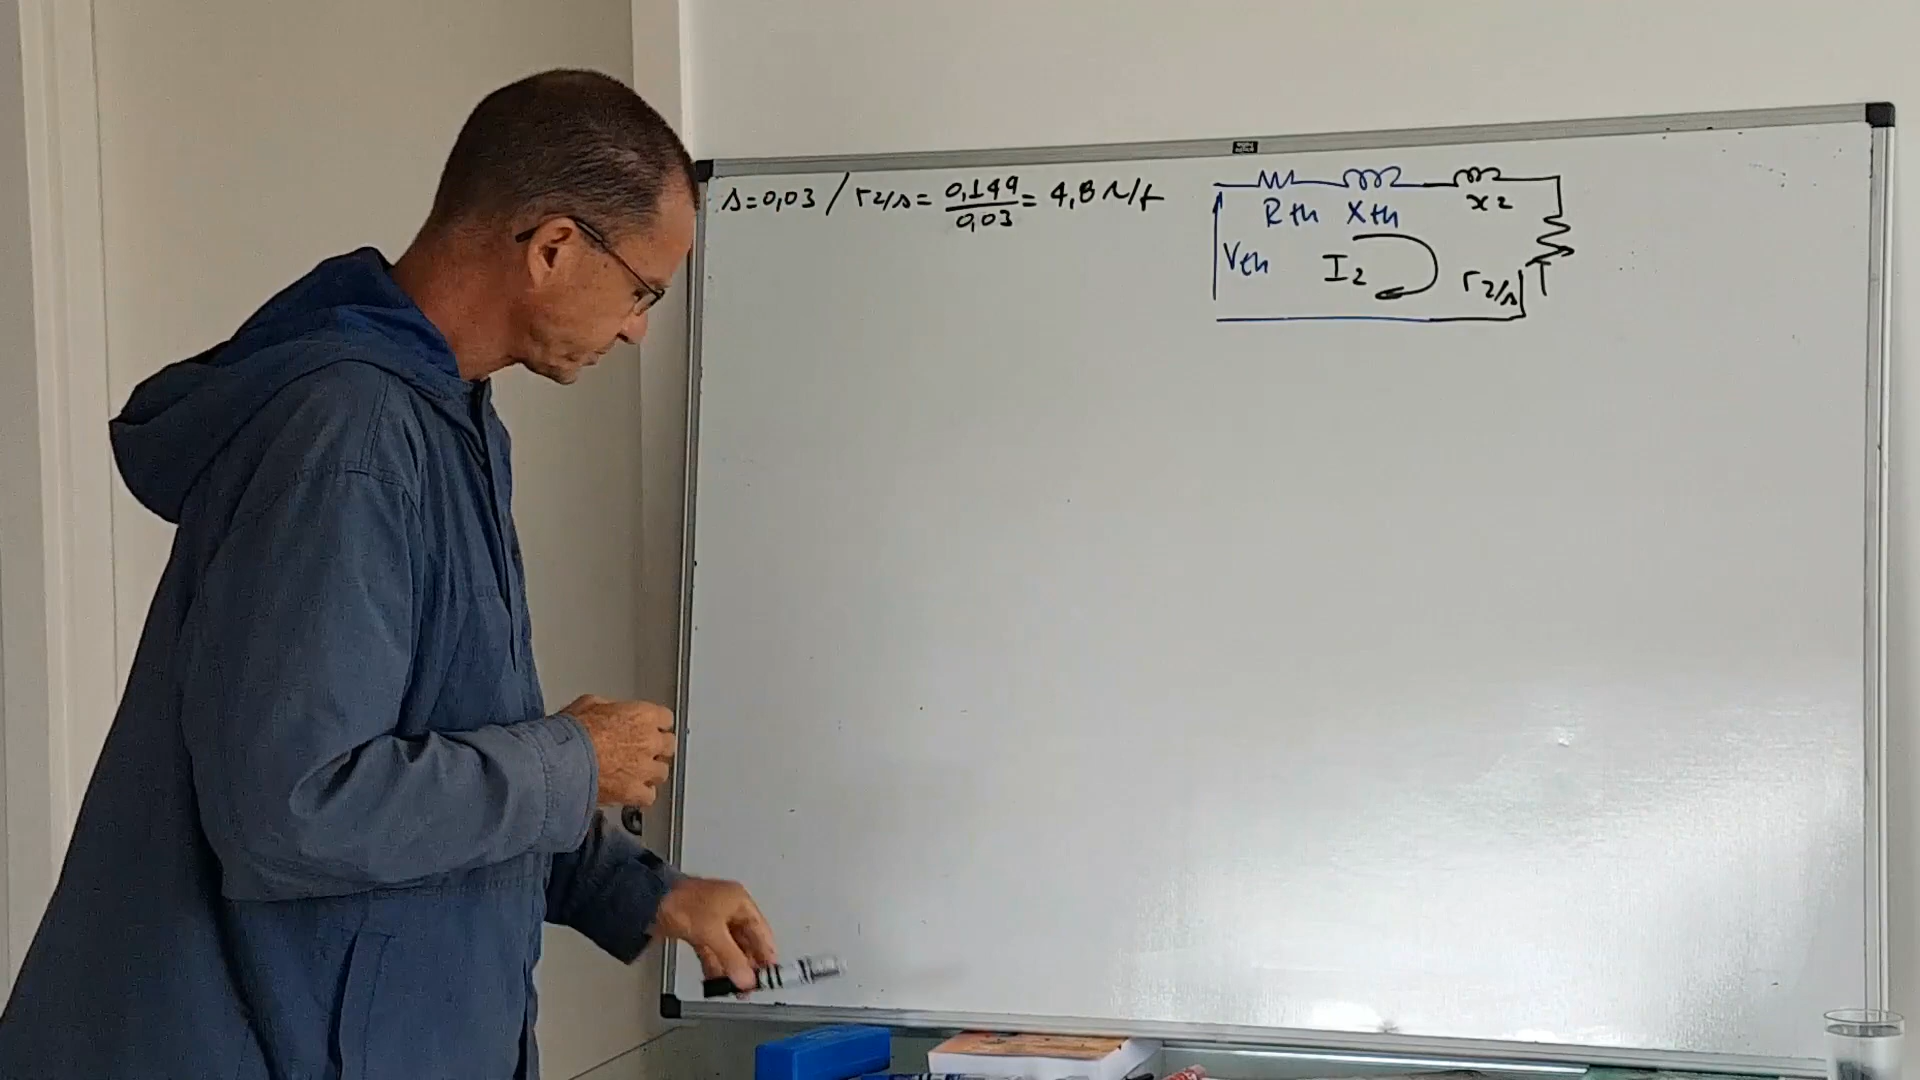 s=0,03 / r2/s = 0,149/0,03 = 4,8 Ω/f
Rth Xth x2
Vth I2 r2/s